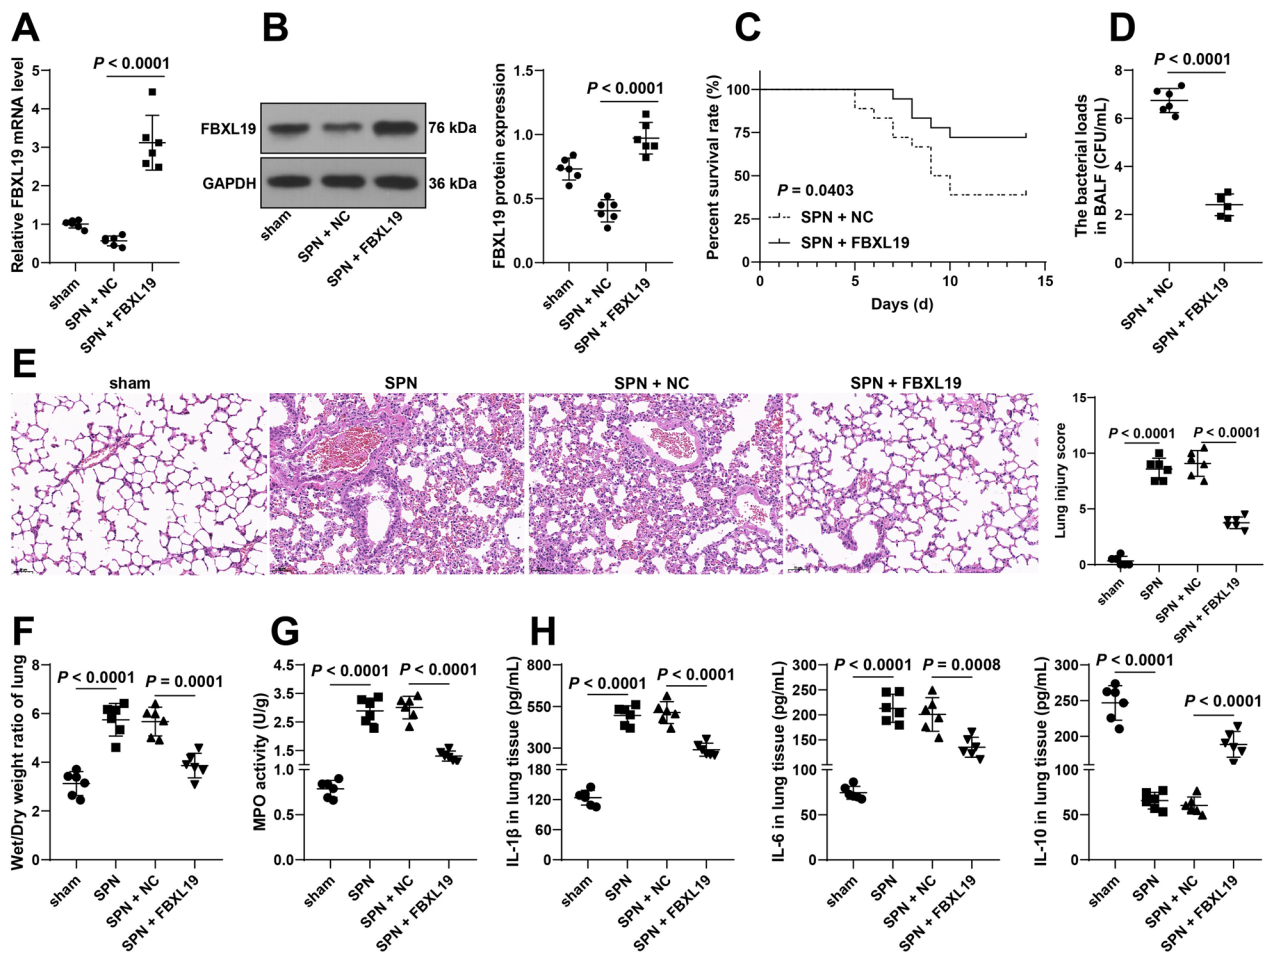 A
Relative FBXL19 mRNA level
P < 0.0001
5
4
3
2
1
0
sham
SPN + NC
SPN + FBXL19
B
FBXL19
76 kDa
GAPDH
36 kDa
sham
SPN + NC
SPN + FBXL19
FBXL19 protein expression
P < 0.0001
1.5
1.0
0.5
0.0
sham
SPN + NC
SPN + FBXL19
C
Percent survival rate (%)
100
75
50
25
0
P = 0.0403
SPN + NC
SPN + FBXL19
0
5
10
15
Days (d)
D
The bacterial loads
in BALF (CFU/mL)
P < 0.0001
8
6
4
2
0
SPN + NC
SPN + FBXL19
E
sham
SPN
SPN + NC
SPN + FBXL19
Lung injury score
15
10
5
0
P < 0.0001
P < 0.0001
sham
SPN
SPN + NC
SPN + FBXL19
F
Wet/Dry weight ratio of lung
8
6
4
2
0
P < 0.0001
P = 0.0001
sham
SPN
SPN + NC
SPN + FBXL19
G
MPO activity (U/g)
4.5
3.5
2.5
1.5
1.0
0.5
0.0
P < 0.0001
P < 0.0001
sham
SPN
SPN + NC
SPN + FBXL19
H
IL-1β in lung tissue (pg/mL)
800
550
300
180
120
60
0
P < 0.0001
P < 0.0001
sham
SPN
SPN + NC
SPN + FBXL19
IL-6 in lung tissue (pg/mL)
300
250
200
150
100
50
0
P < 0.0001
P = 0.0008
sham
SPN
SPN + NC
SPN + FBXL19
IL-10 in lung tissue (pg/mL)
300
250
200
100
50
0
P < 0.0001
P < 0.0001
sham
SPN
SPN + NC
SPN + FBXL19